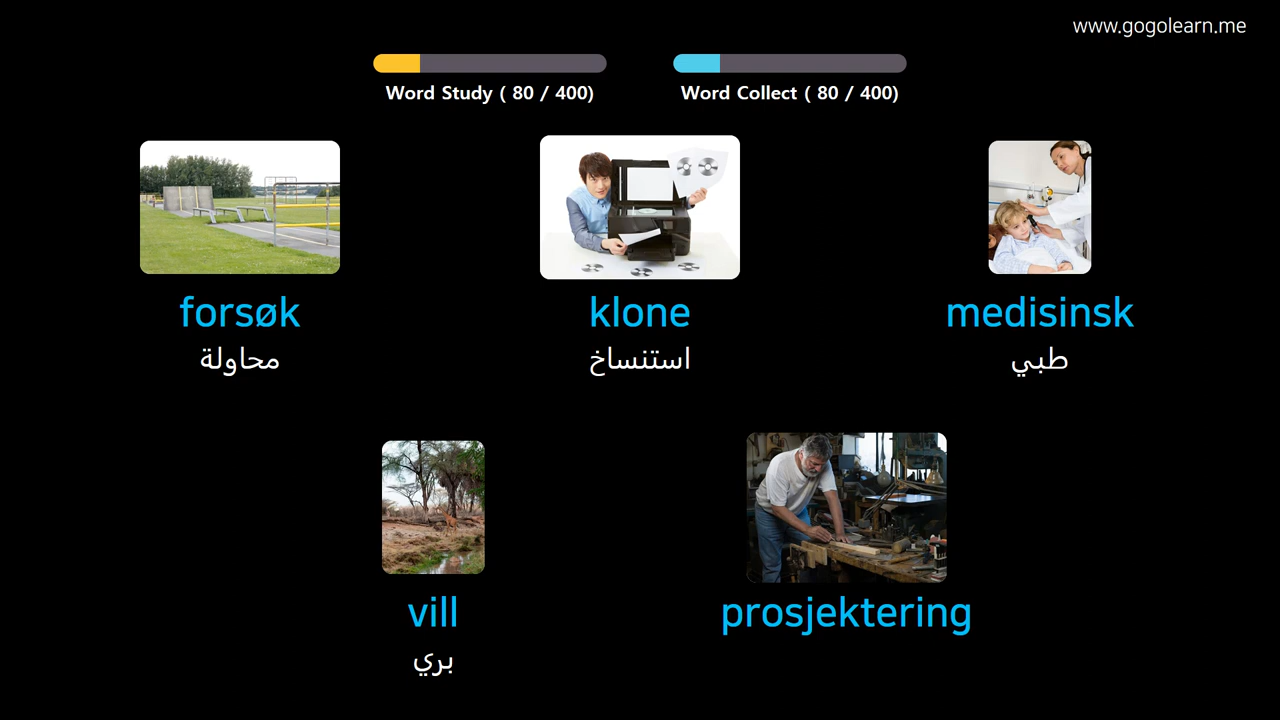 www.gogolearn.me
Word Study ( 80 / 400)
Word Collect ( 80 / 400)
forsøk
محاولة
klone
استنساخ
medisinsk
طبي
vill
بري
prosjektering